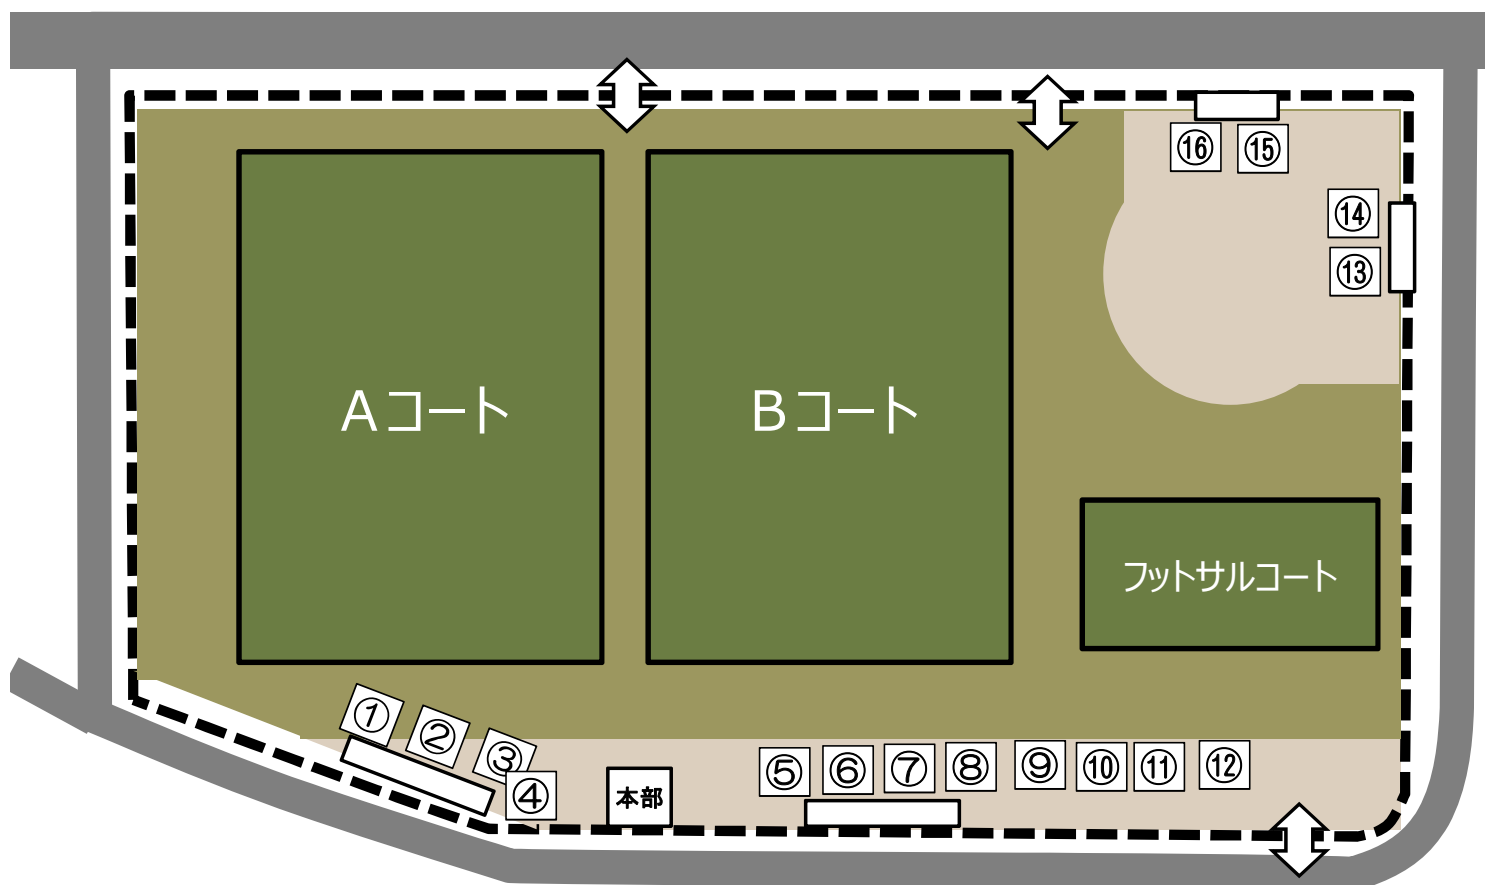 ⑯ ⑮
⑭
⑬
Aコート
Bコート
フットサルコート
①
②
③
④
本部
⑤ ⑥ ⑦ ⑧ ⑨ ⑩ ⑪ ⑫